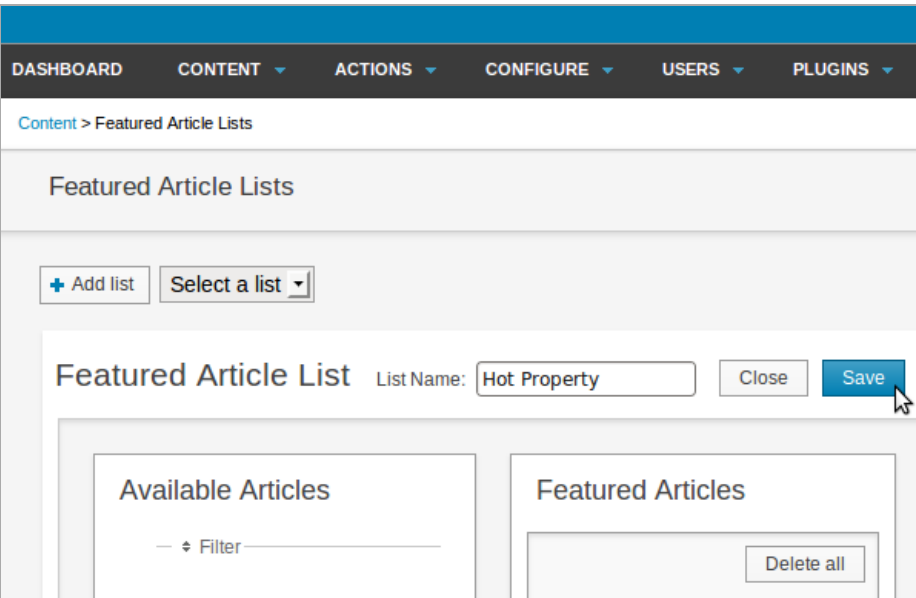 DASHBOARD CONTENT ACTIONS CONFIGURE USERS PLUGINS
Content > Featured Article Lists
Featured Article Lists
Add list Select a list
Featured Article List List Name: Hot Property Close Save
Available Articles Featured Articles
Filter
Delete all